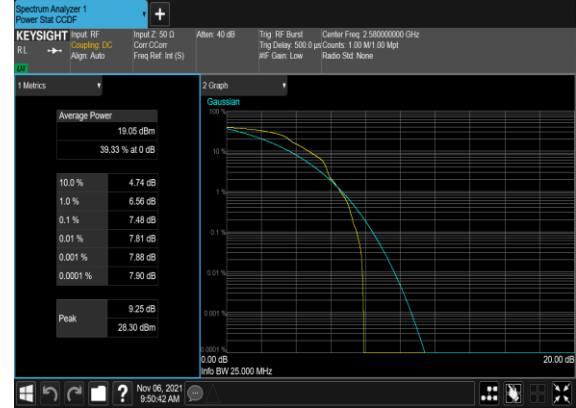 Spectrum Analyzer 1
Power Stat CCDF
+
KEYSIGHT
RL
LXI
Input: RF
Coupling: DC
Align: Auto
Input Z: 50 Ω
Corr CCorr
Freq Ref: Int (S)
Atten: 40 dB
Trig: RF Burst
Trig Delay: 500.0 µs
#IF Gain: Low
Center Freq: 2.580000000 GHz
Counts: 1.00 M/1.00 Mpt
Radio Std: None
1 Metrics
Average Power
19.05 dBm
39.33 % at 0 dB
10.0 % 4.74 dB
1.0 % 6.56 dB
0.1 % 7.48 dB
0.01 % 7.81 dB
0.001 % 7.88 dB
0.0001 % 7.90 dB
Peak
9.25 dB
28.30 dBm
2 Graph
Gaussian
100 %
10 %
1 %
0.1 %
0.01 %
0.001 %
0.0001 %
0.00 dB
20.00 dB
Info BW 25.000 MHz
?
Nov 06, 2021
9:50:42 AM